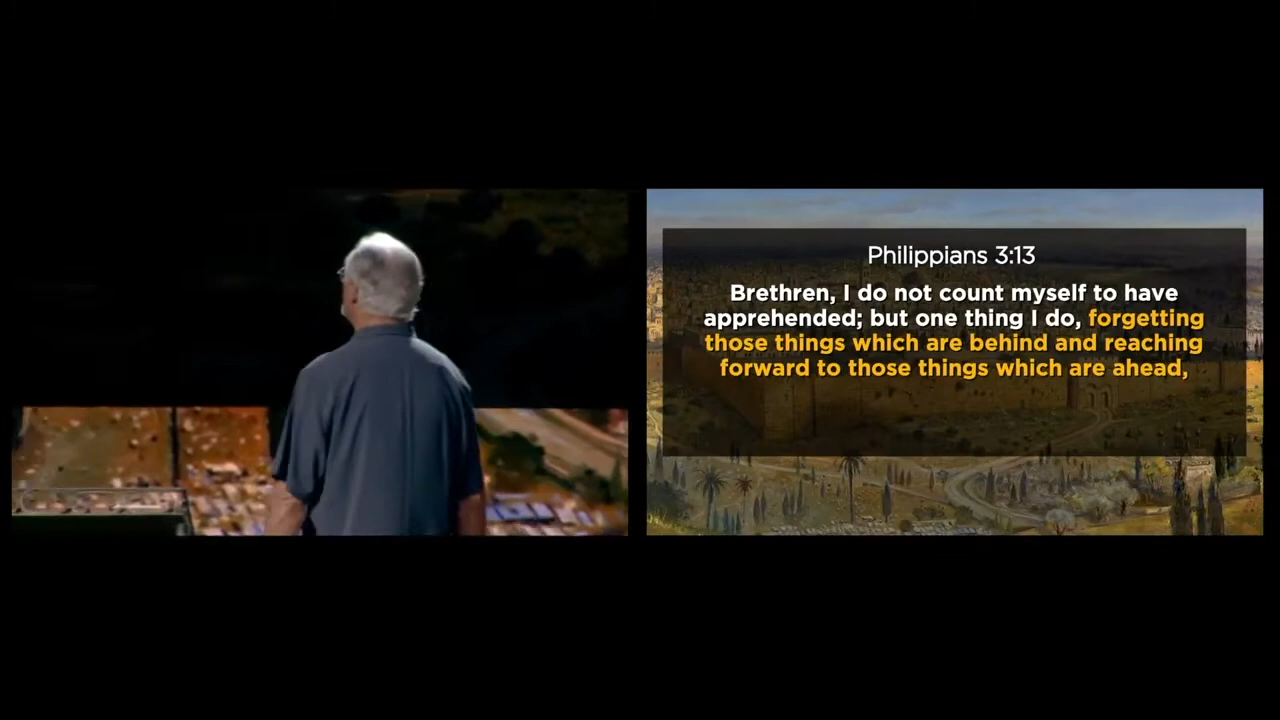 Philippians 3:13
Brethren, I do not count myself to have
apprehended; but one thing I do, forgetting
those things which are behind and reaching
forward to those things which are ahead,